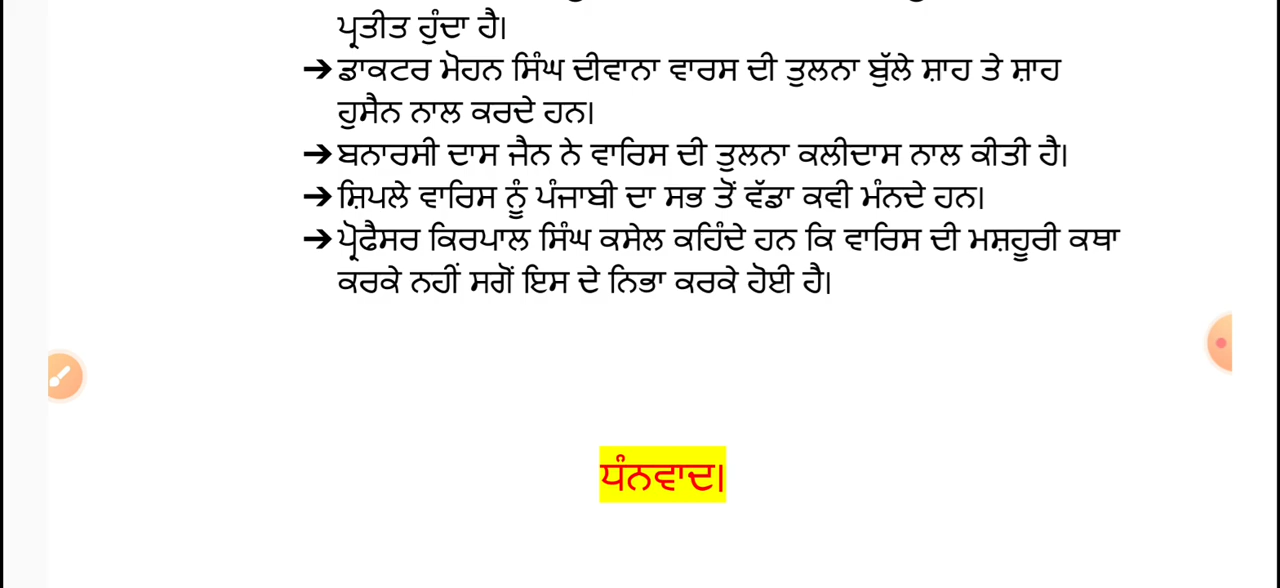 ਪ੍ਰਤੀਤ ਹੁੰਦਾ ਹੈ।
➔ ਡਾਕਟਰ ਮੋਹਨ ਸਿੰਘ ਦੀਵਾਨਾ ਵਾਰਸ ਦੀ ਤੁਲਨਾ ਬੁੱਲੇ ਸ਼ਾਹ ਤੇ ਸ਼ਾਹ
ਹੁਸੈਨ ਨਾਲ ਕਰਦੇ ਹਨ।
➔ ਬਨਾਰਸੀ ਦਾਸ ਜੈਨ ਨੇ ਵਾਰਿਸ ਦੀ ਤੁਲਨਾ ਕਲੀਦਾਸ ਨਾਲ ਕੀਤੀ ਹੈ।
➔ ਸ਼ਿਪਲੇ ਵਾਰਿਸ ਨੂੰ ਪੰਜਾਬੀ ਦਾ ਸਭ ਤੋਂ ਵੱਡਾ ਕਵੀ ਮੰਨਦੇ ਹਨ।
➔ ਪ੍ਰੋਫੈਸਰ ਕਿਰਪਾਲ ਸਿੰਘ ਕਸੇਲ ਕਹਿੰਦੇ ਹਨ ਕਿ ਵਾਰਿਸ ਦੀ ਮਸ਼ਹੂਰੀ ਕਥਾ
ਕਰਕੇ ਨਹੀਂ ਸਗੋਂ ਇਸ ਦੇ ਨਿਭਾ ਕਰਕੇ ਹੋਈ ਹੈ।
ਧੰਨਵਾਦ।